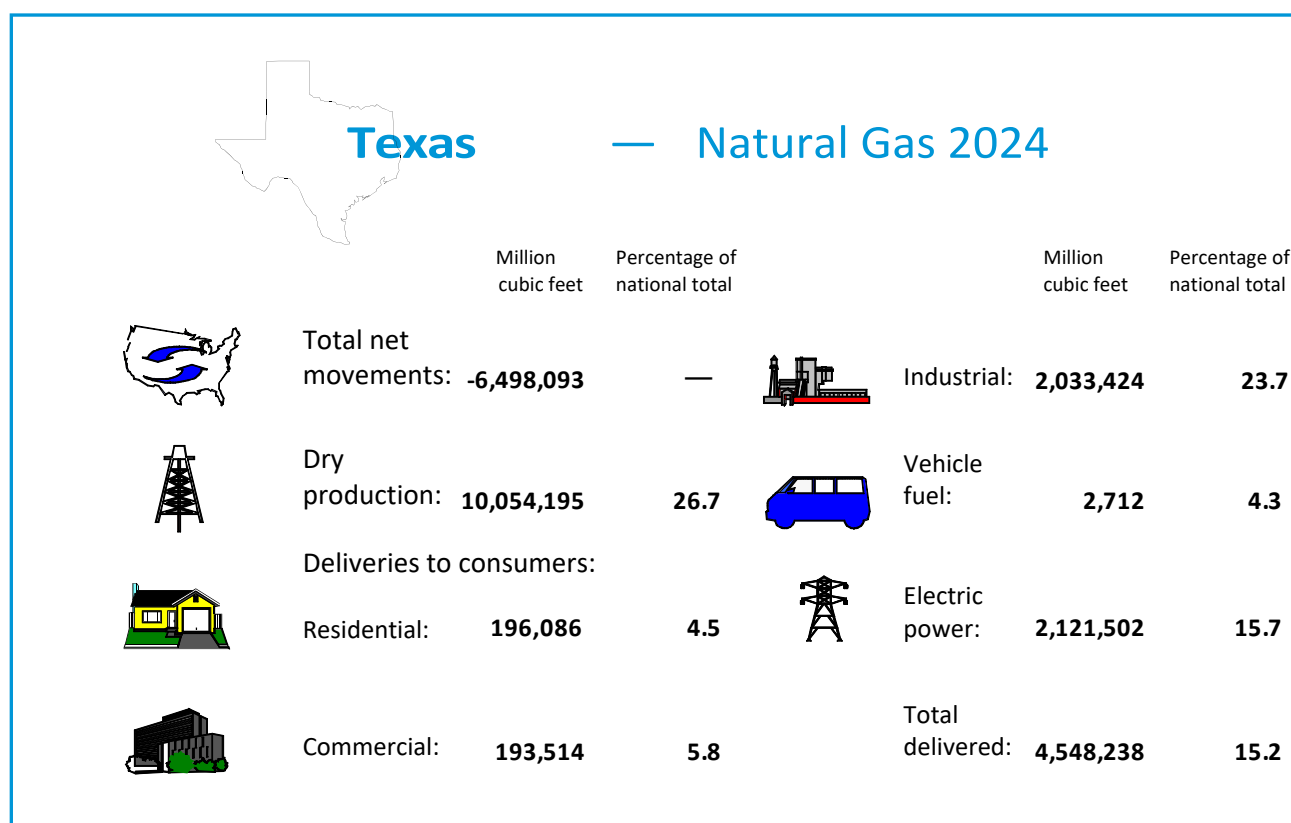 Texas — Natural Gas 2024
Million Percentage of Million Percentage of
cubic feet national total cubic feet national total
Total net
movements: -6,498,093 —
Industrial: 2,033,424 23.7
Dry
production: 10,054,195 26.7
Vehicle
fuel: 2,712 4.3
Deliveries to consumers:
Residential: 196,086 4.5
Electric
power: 2,121,502 15.7
Commercial: 193,514 5.8
Total
delivered: 4,548,238 15.2